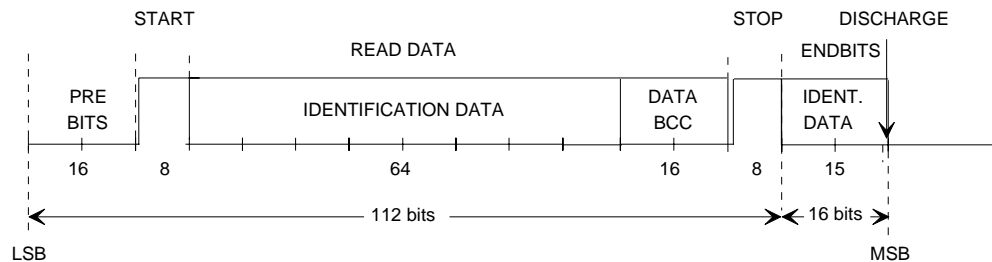 START STOP DISCHARGE
READ DATA ENDBITS
PRE IDENTIFICATION DATA DATA IDENT.
BITS BCC DATA
16 8 64 16 8 15
112 bits 16 bits
LSB MSB